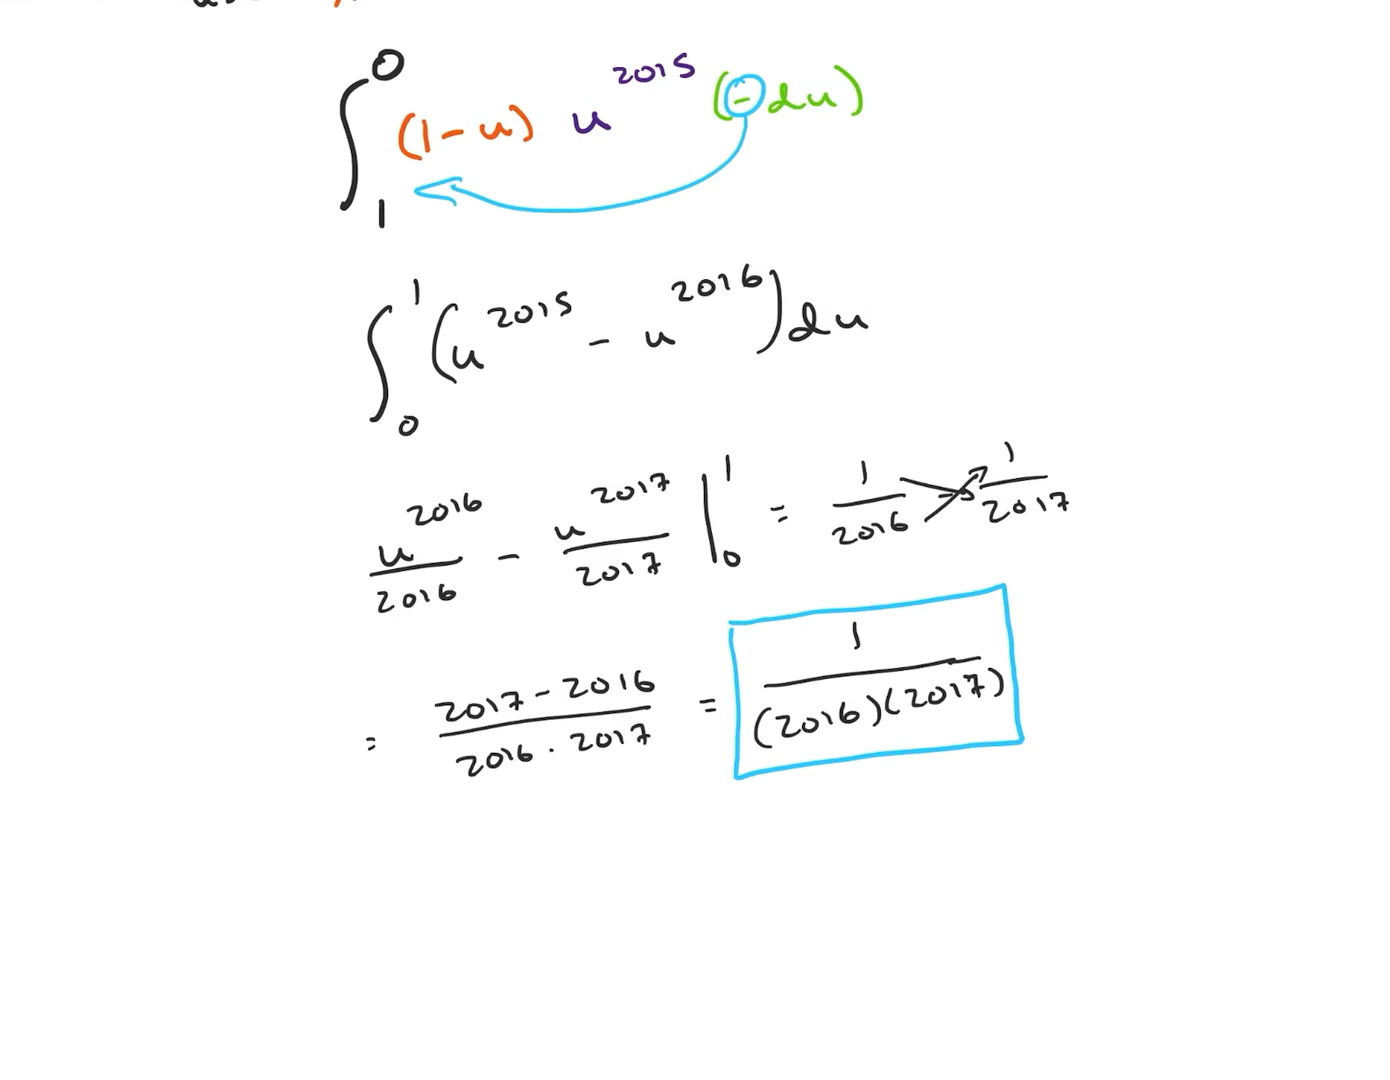 ∫₁⁰ (1-u) u²⁰¹⁵ (-du)
∫₀¹ (u²⁰¹⁵ - u²⁰¹⁶) du
u²⁰¹⁶/2016 - u²⁰¹⁷/2017 |₀¹ = 1/2016 - 1/2017
= (2017-2016)/(2016 · 2017) = 1/((2016)(2017))